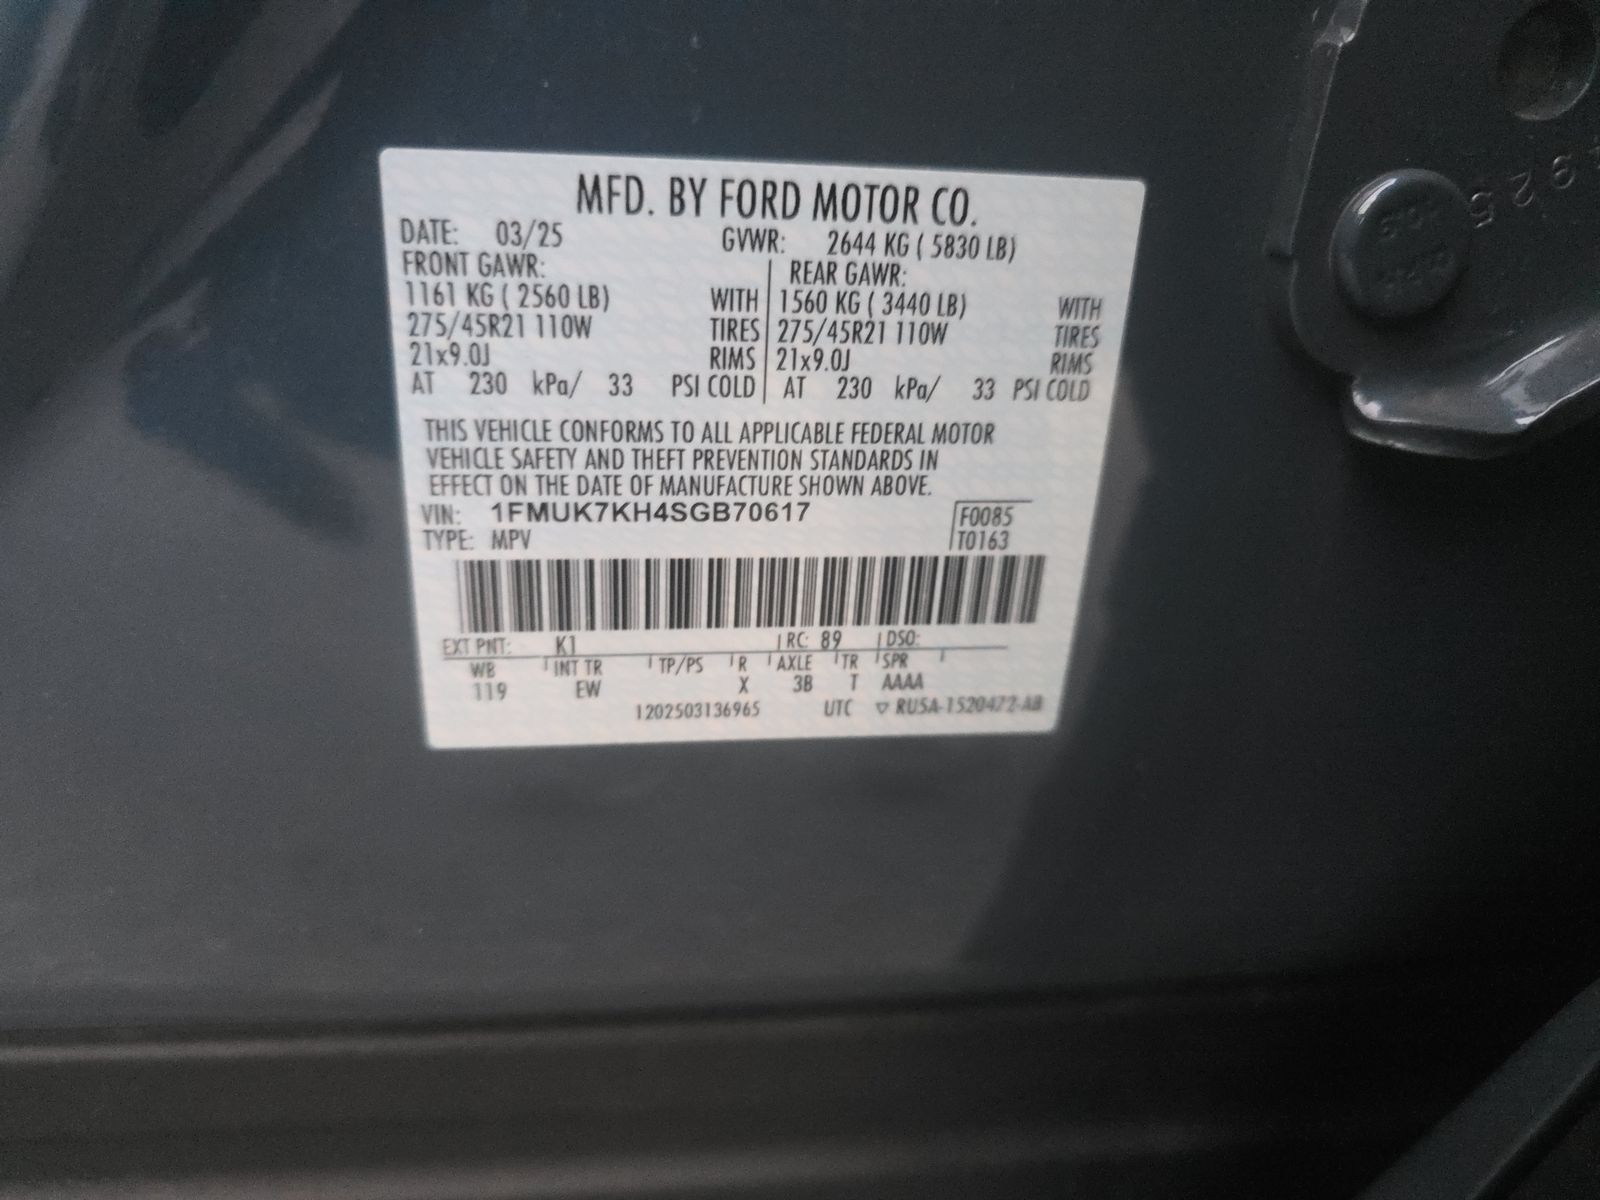 MFD. BY FORD MOTOR CO.
DATE: 03/25 GVWR: 2644 KG ( 5830 LB)
FRONT GAWR: REAR GAWR:
1161 KG ( 2560 LB) WITH 1560 KG ( 3440 LB) WITH
275/45R21 110W TIRES 275/45R21 110W TIRES
21x9.0J RIMS 21x9.0J RIMS
AT 230 kPa/ 33 PSI COLD AT 230 kPa/ 33 PSI COLD
THIS VEHICLE CONFORMS TO ALL APPLICABLE FEDERAL MOTOR
VEHICLE SAFETY AND THEFT PREVENTION STANDARDS IN
EFFECT ON THE DATE OF MANUFACTURE SHOWN ABOVE.
VIN: 1FMUK7KH4SGB70617 F0085
TYPE: MPV T0163
EXT PNT: K1 RC: 89 DSO:
WB INT TR TP/PS R AXLE TR SPR
119 EW X 3B T AAAA
1202503136965 UTC ▽ RU5A-1520472-AB